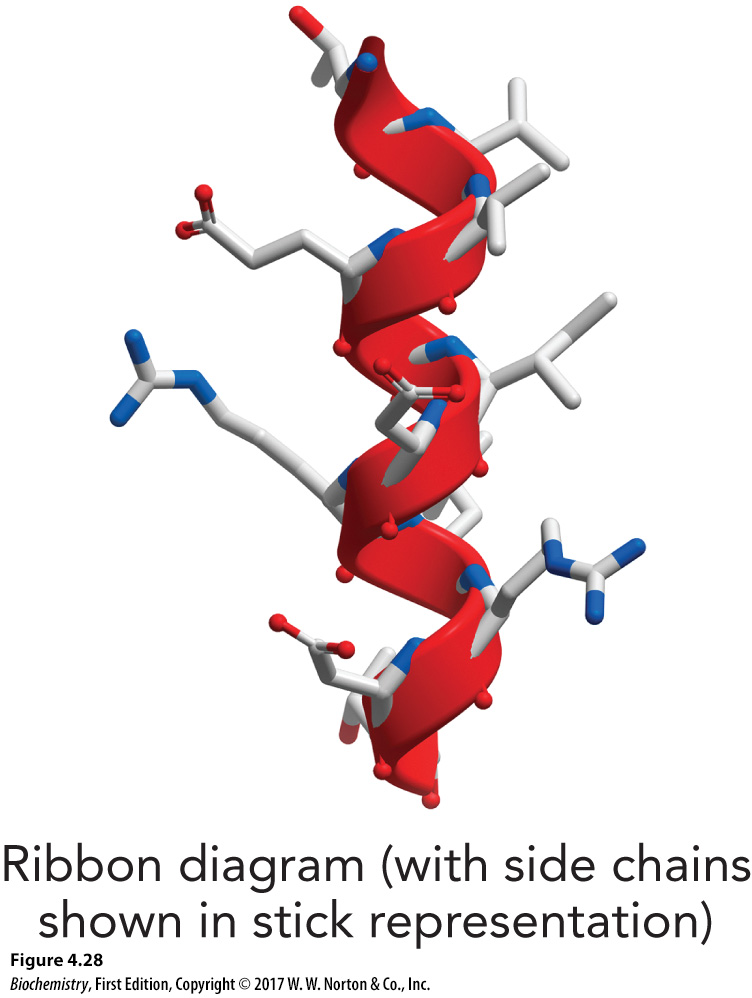 Ribbon diagram (with side chains
shown in stick representation)
Figure 4.28
Biochemistry, First Edition, Copyright © 2017 W. W. Norton & Co., Inc.